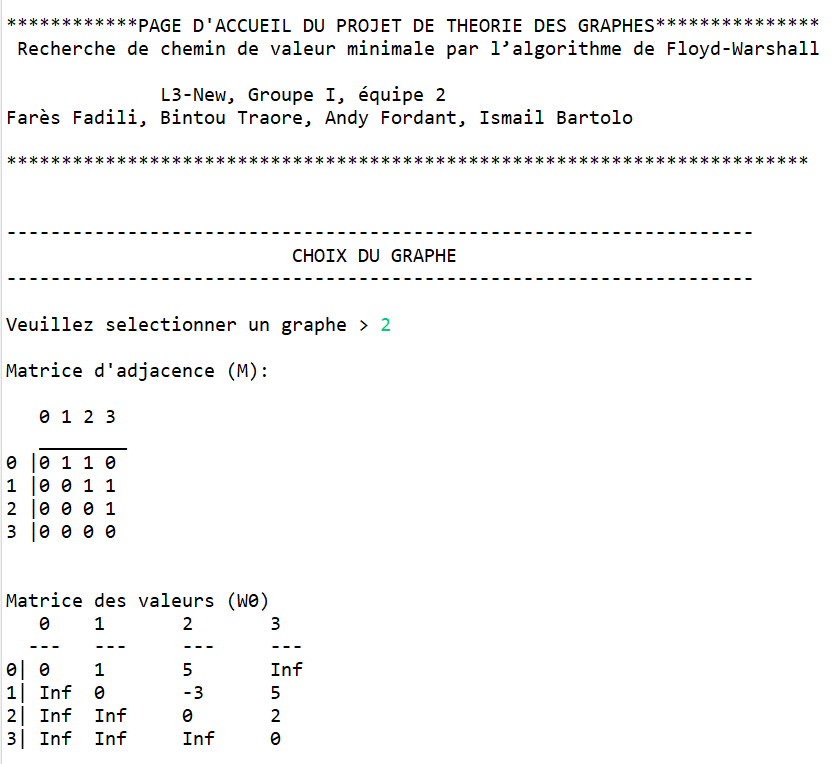 ************PAGE D'ACCUEIL DU PROJET DE THEORIE DES GRAPHES***************
Recherche de chemin de valeur minimale par l’algorithme de Floyd-Warshall
L3-New, Groupe I, équipe 2
Farès Fadili, Bintou Traore, Andy Fordant, Ismail Bartolo
*************************************************************************
--------------------------------------------------------------------
CHOIX DU GRAPHE
--------------------------------------------------------------------
Veuillez selectionner un graphe > 2
Matrice d'adjacence (M):
0 1 2 3
________
0 |0 1 1 0
1 |0 0 1 1
2 |0 0 0 1
3 |0 0 0 0
Matrice des valeurs (W0)
0 1 2 3
--- --- --- ---
0| 0 1 5 Inf
1| Inf 0 -3 5
2| Inf Inf 0 2
3| Inf Inf Inf 0